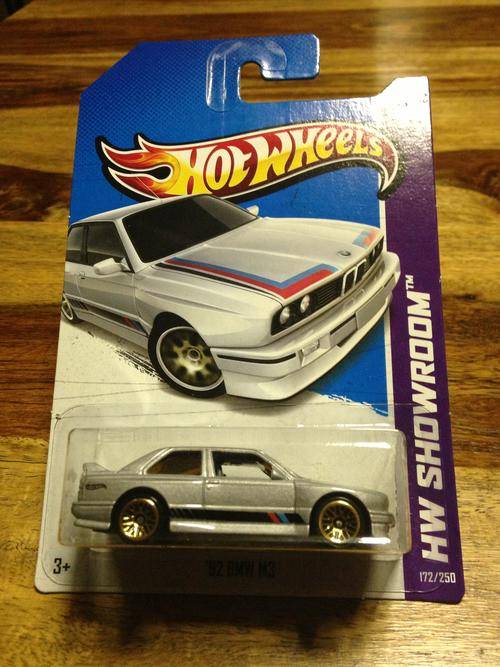 HOT WHEELS
HW SHOWROOM™
3+
'92 BMW M3
172/250